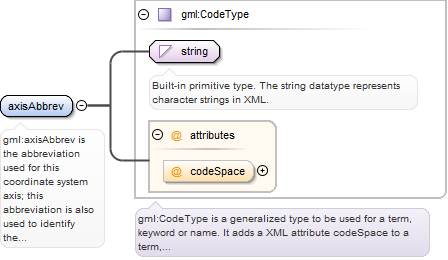 gml:CodeType
string
Built-in primitive type. The string datatype represents
character strings in XML.
axisAbbrev
gml:axisAbbrev is
the abbreviation
used for this
coordinate system
axis; this
abbreviation is also
used to identify
the...
@ attributes
@ codeSpace
gml:CodeType is a generalized type to be used for a term,
keyword or name. It adds a XML attribute codeSpace to a
term,...